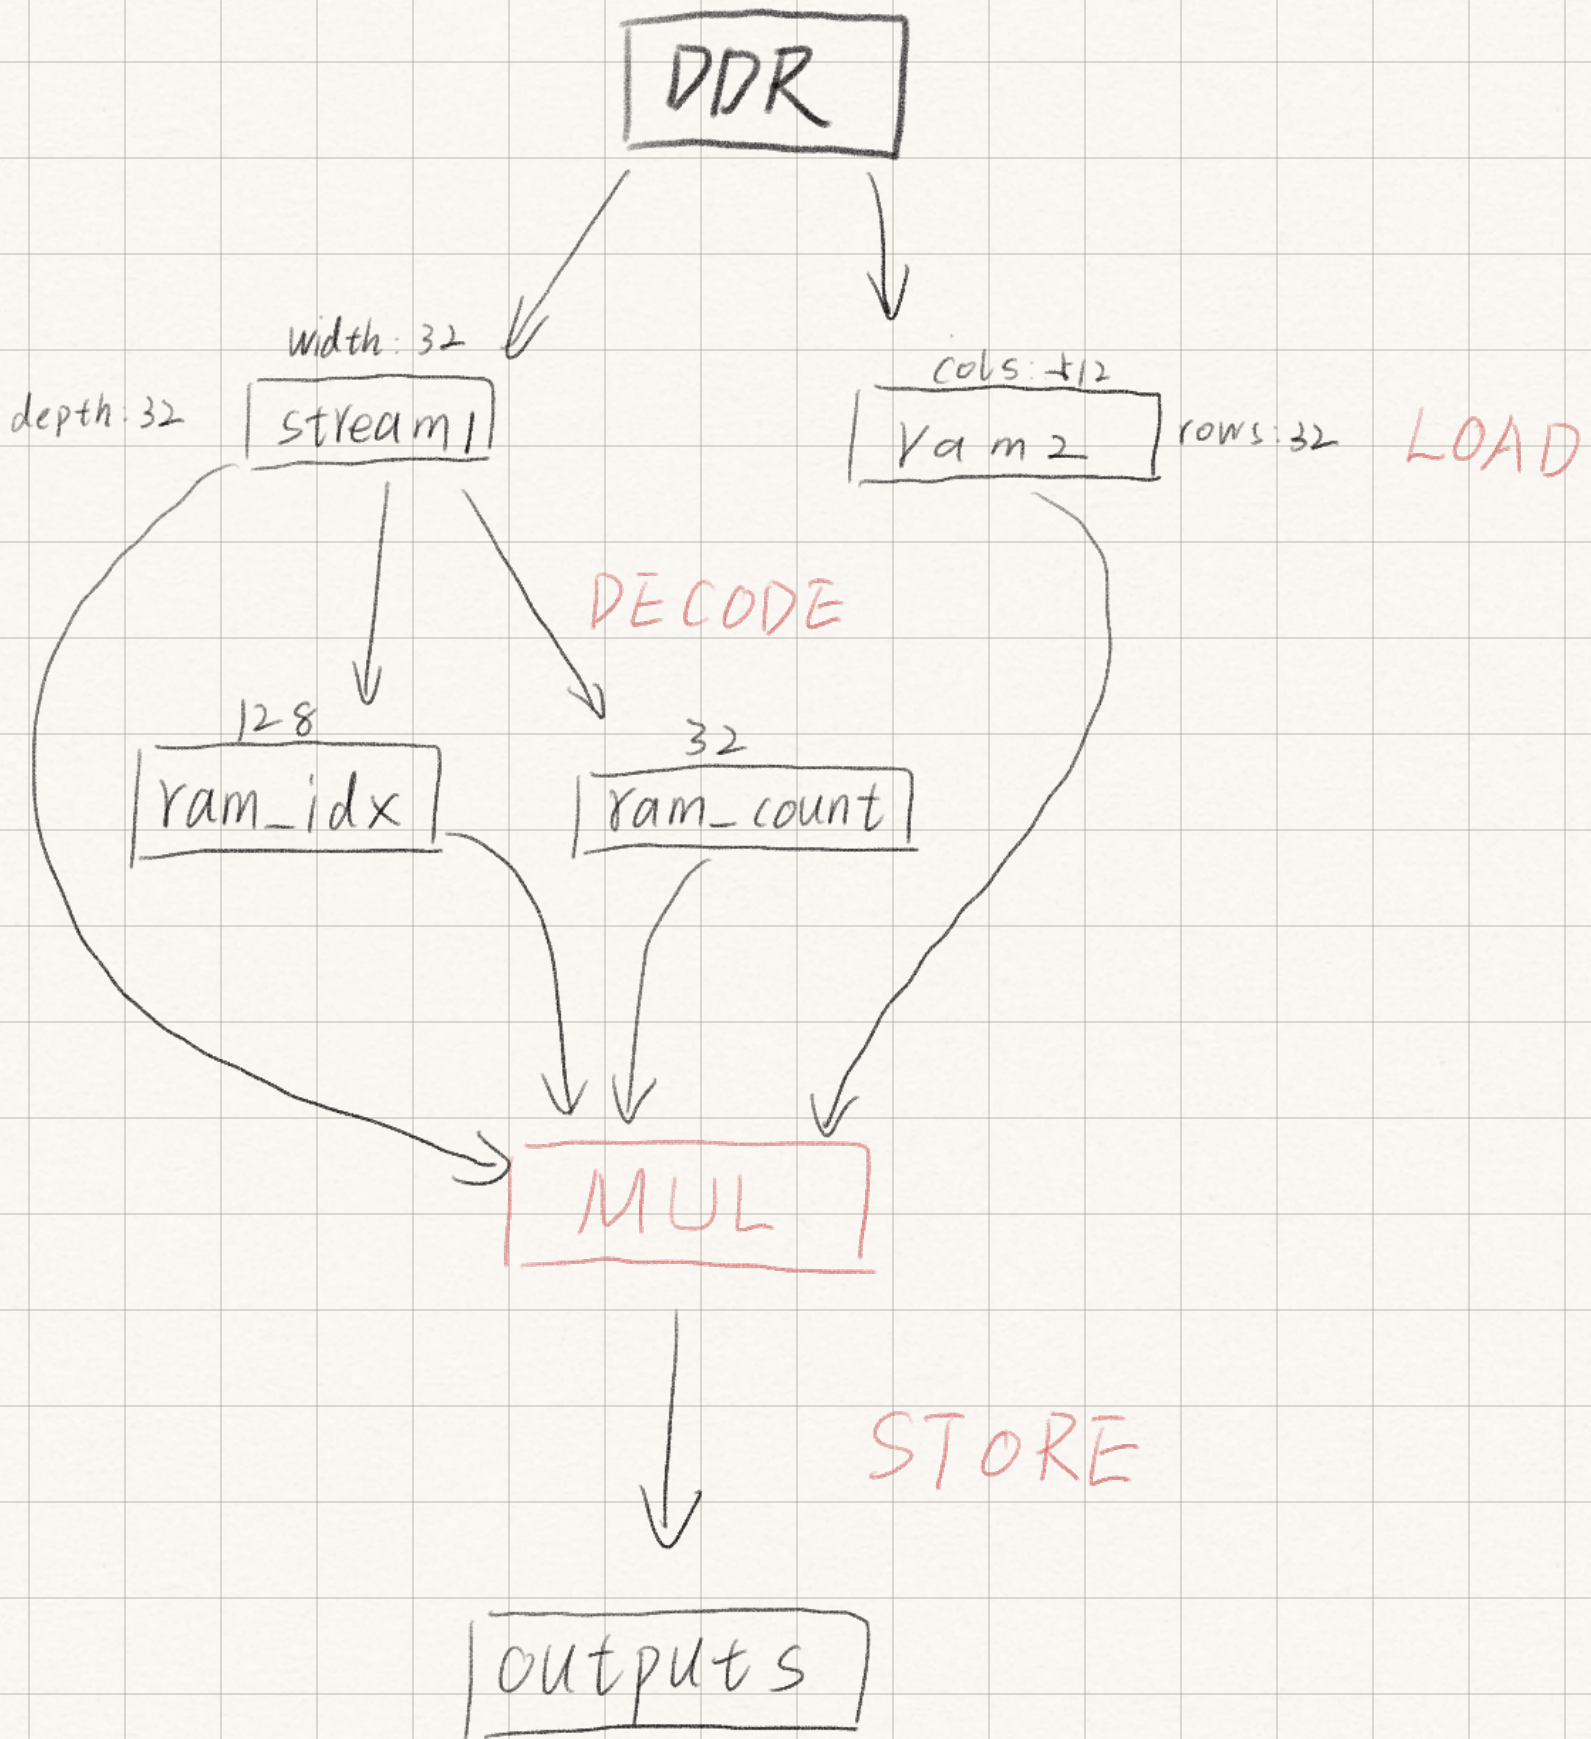 DDR
width: 32
depth: 32
stream1
cols: 512
ram2
rows: 32
LOAD
DECODE
128
ram_idx
32
ram_count
MUL
STORE
outputs